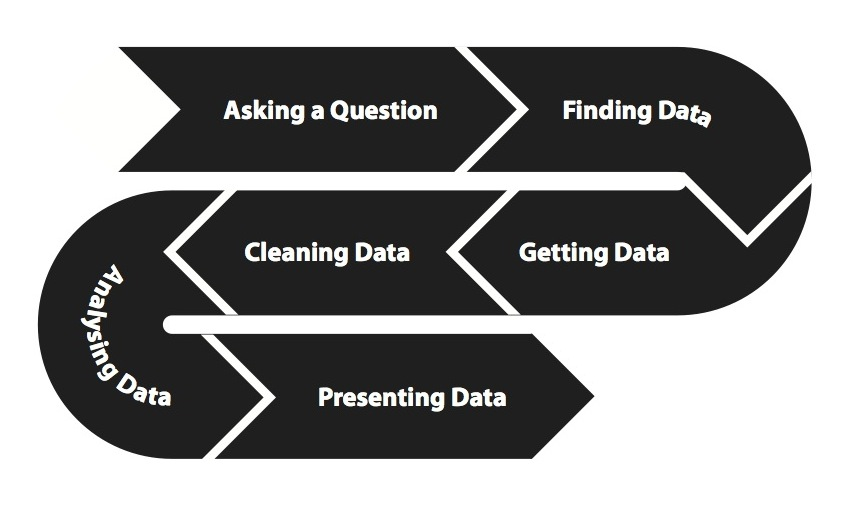 Asking a Question
Finding Data
Getting Data
Cleaning Data
Analysing Data
Presenting Data